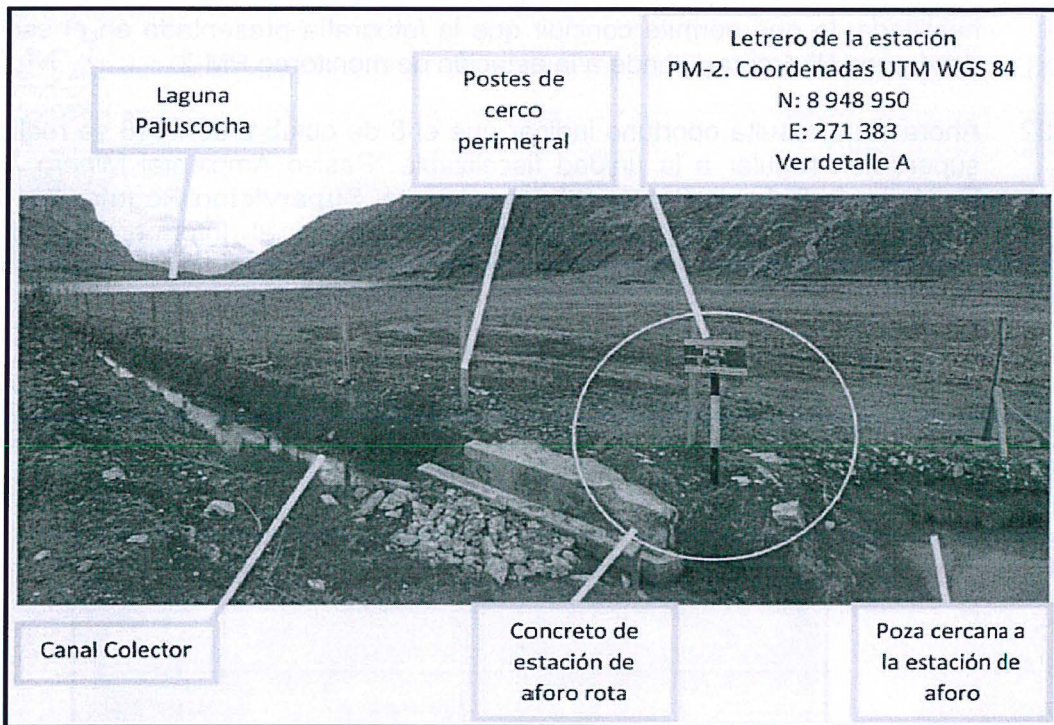 Laguna
Pajuscocha
Postes de
cerco
perimetral
Letrero de la estación
PM-2. Coordenadas UTM WGS 84
N: 8 948 950
E: 271 383
Ver detalle A
Canal Colector
Concreto de
estación de
aforo rota
Poza cercana a
la estación de
aforo